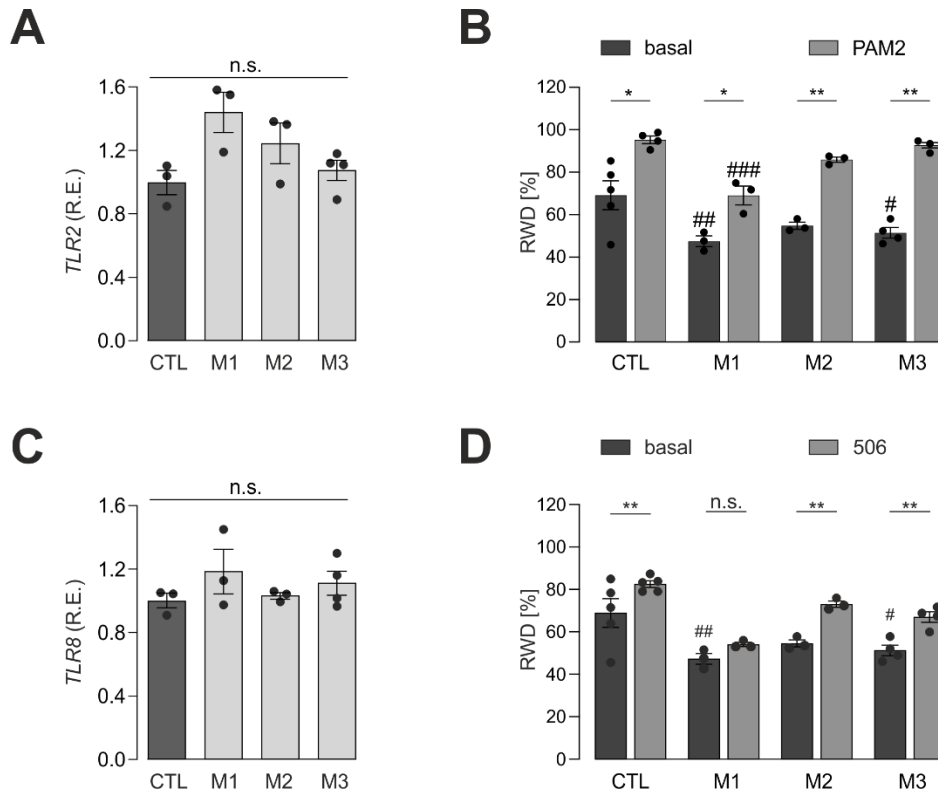 A
n.s.
1.6
1.2
0.8
0.4
0.0
TLR2 (R.E.)
CTL M1 M2 M3
B
basal PAM2
* * ** **
120
100
80
60
40
20
0
RWD [%]
## ### #
CTL M1 M2 M3
C
n.s.
1.6
1.2
0.8
0.4
0.0
TLR8 (R.E.)
CTL M1 M2 M3
D
basal 506
** n.s. ** **
120
100
80
60
40
20
0
RWD [%]
## #
CTL M1 M2 M3